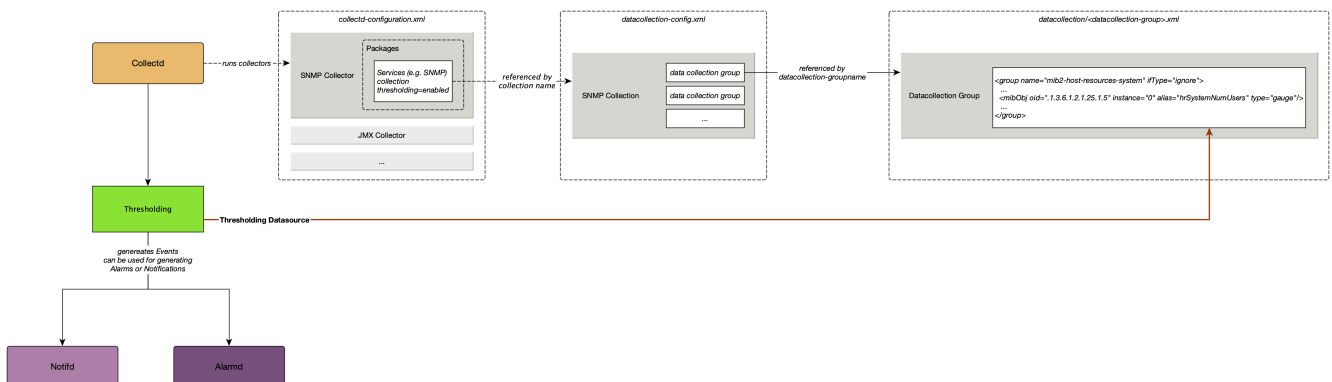 collectd-configuration.xml
datacollection-config.xml
datacollection/<datacollection-group>.xml
Collectd
runs collectors
SNMP Collector
Packages
Services (e.g. SNMP)
collection
thresholding=enabled
JMX Collector
...
referenced by
collection name
SNMP Collection
data collection group
data collection group
...
referenced by
datacollection-groupname
Datacollection Group
<group name="mib2-host-resources-system" ifType="ignore">
...
<mibObj oid=".1.3.6.1.2.1.25.1.5" instance="0" alias="hrSystemNumUsers" type="gauge"/>
...
</group>
Thresholding
Thresholding Datasource
genereates Events
can be used for generating
Alarms or Notifications
Notifd
Alarmd